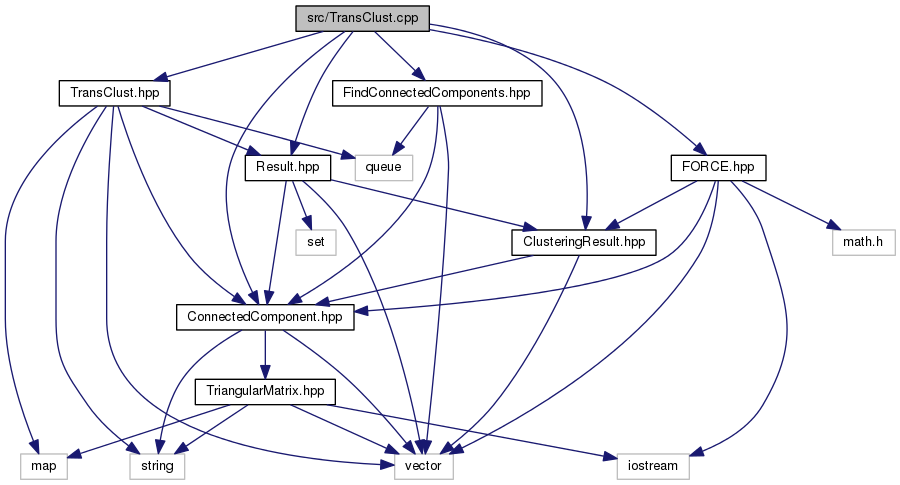 src/TransClust.cpp
TransClust.hpp
FindConnectedComponents.hpp
Result.hpp
queue
FORCE.hpp
set
ClusteringResult.hpp
math.h
ConnectedComponent.hpp
TriangularMatrix.hpp
map
string
vector
iostream